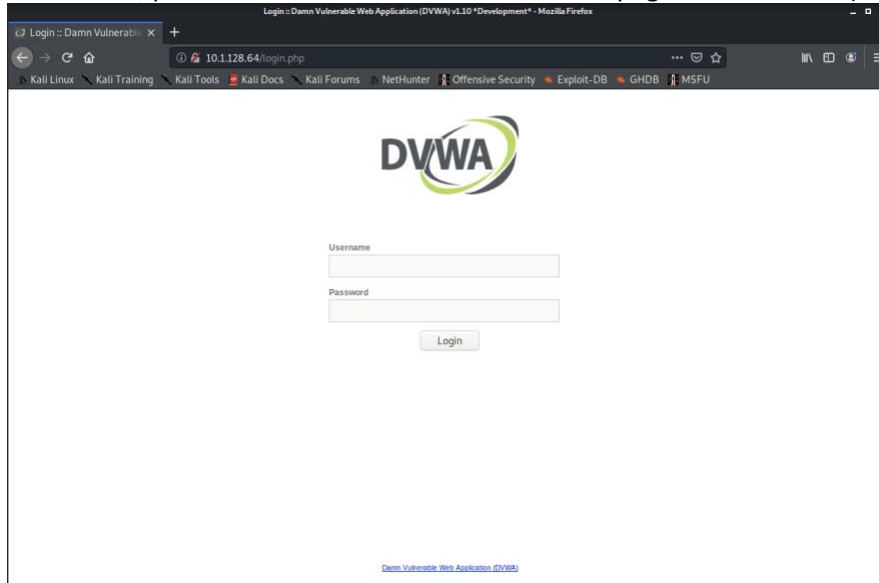 Login :: Damn Vulnerable Web Application (DVWA) v1.10 *Development* - Mozilla Firefox
Login :: Damn Vulnerable
10.1.128.64/login.php
Kali Linux Kali Training Kali Tools Kali Docs Kali Forums NetHunter Offensive Security Exploit-DB GHDB MSFU
DVWA
Username
Password
Login
Damn Vulnerable Web Application (DVWA)